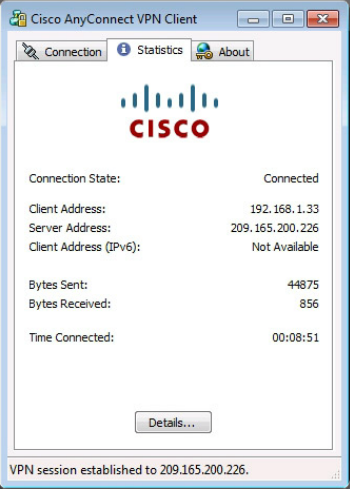 Cisco AnyConnect VPN Client
Connection Statistics About
CISCO
Connection State: Connected
Client Address: 192.168.1.33
Server Address: 209.165.200.226
Client Address (IPv6): Not Available
Bytes Sent: 44875
Bytes Received: 856
Time Connected: 00:08:51
Details...
VPN session established to 209.165.200.226.